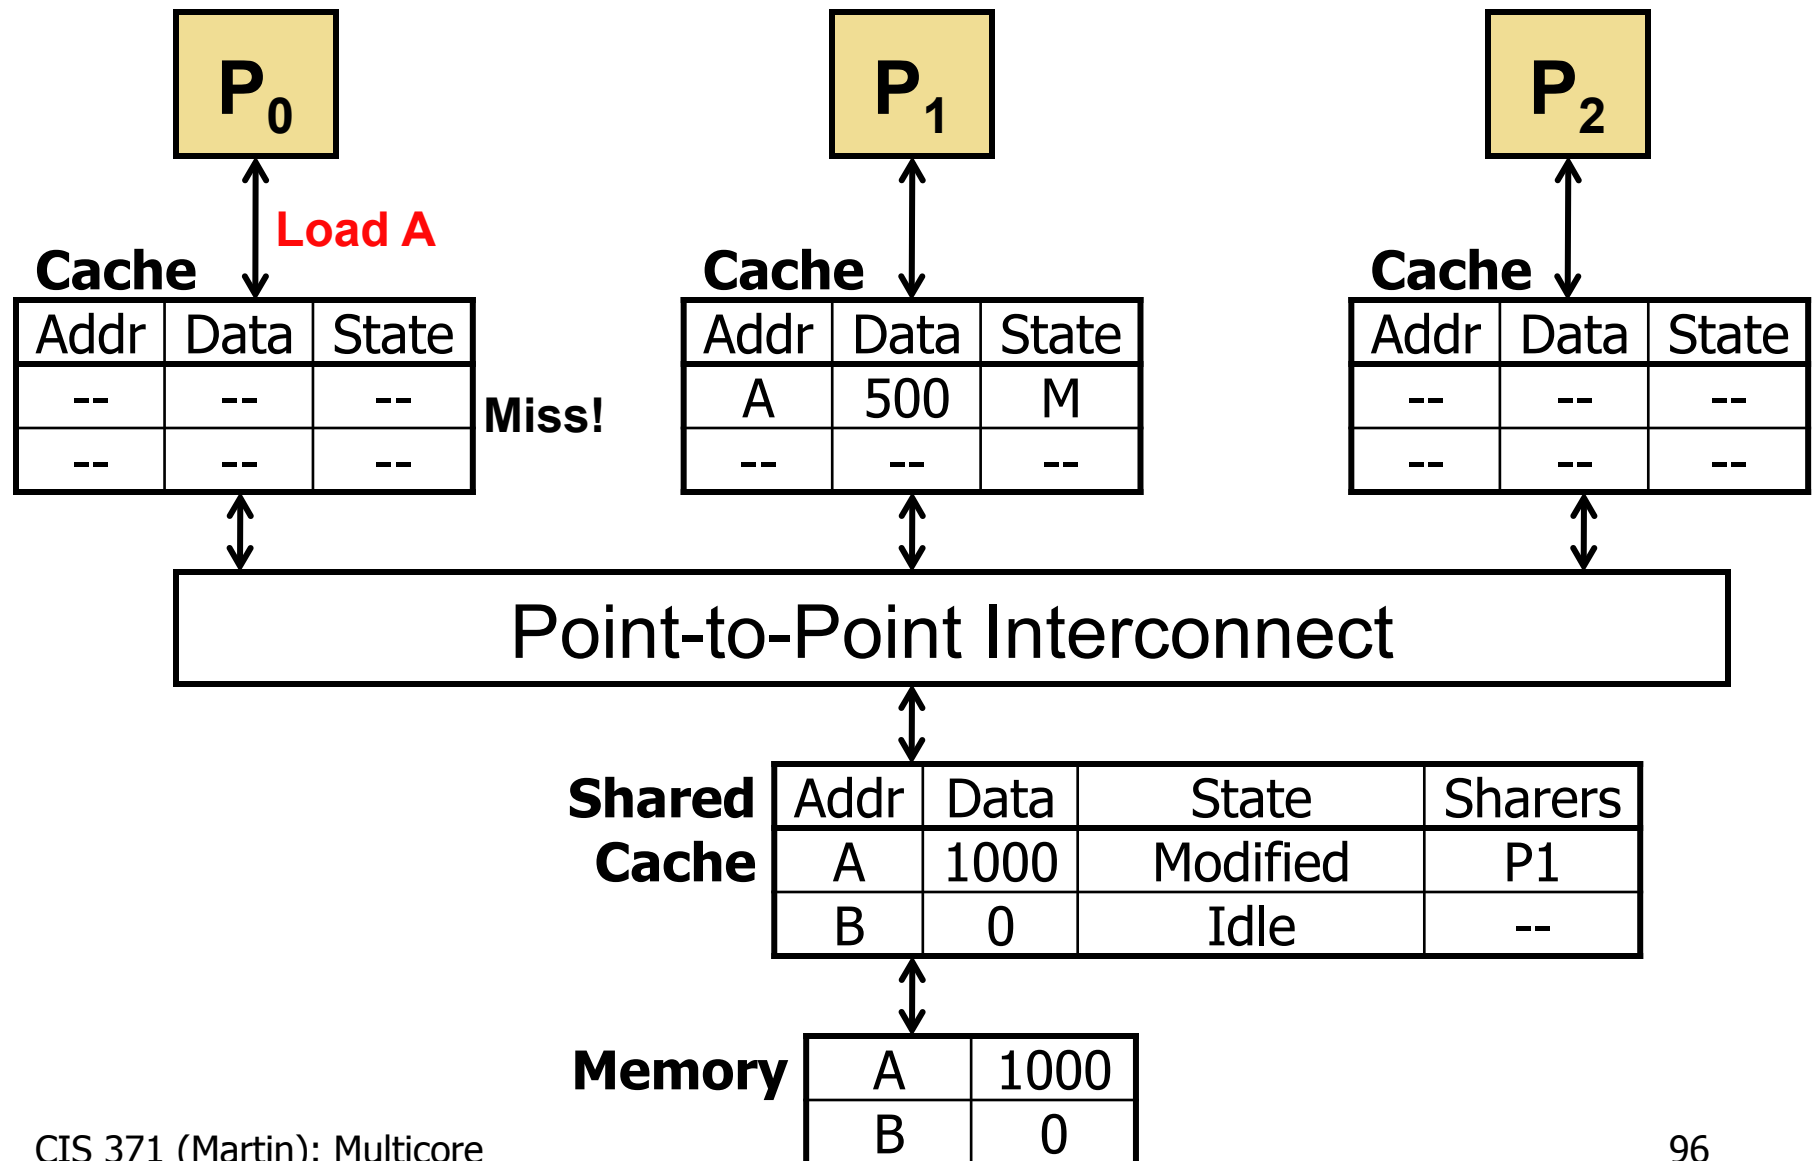 P0 P1 P2
Load A
Cache Cache Cache
Addr Data State Addr Data State Addr Data State
-- -- -- Miss! A 500 M -- -- --
-- -- -- -- -- -- -- -- --
Point-to-Point Interconnect
Shared Addr Data State Sharers
Cache A 1000 Modified P1
B 0 Idle --
Memory A 1000
B 0
CIS 371 (Martin): Multicore 96